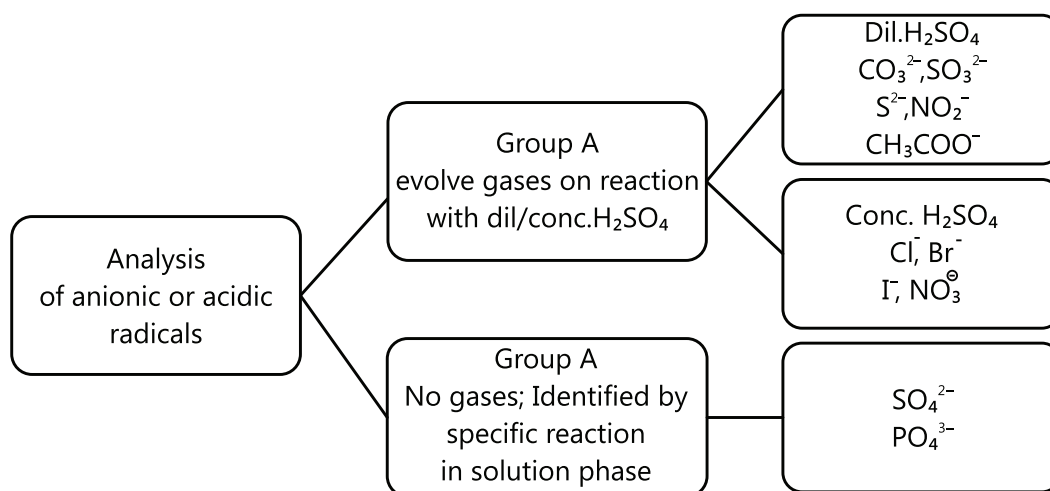 Analysis
of anionic or acidic
radicals
Group A
evolve gases on reaction
with dil/conc.H₂SO₄
Dil.H₂SO₄
CO₃²⁻,SO₃²⁻
S²⁻,NO₂⁻
CH₃COO⁻
Conc. H₂SO₄
Cl⁻, Br⁻
I⁻, NO₃⊖
Group A
No gases; Identified by
specific reaction
in solution phase
SO₄²⁻
PO₄³⁻